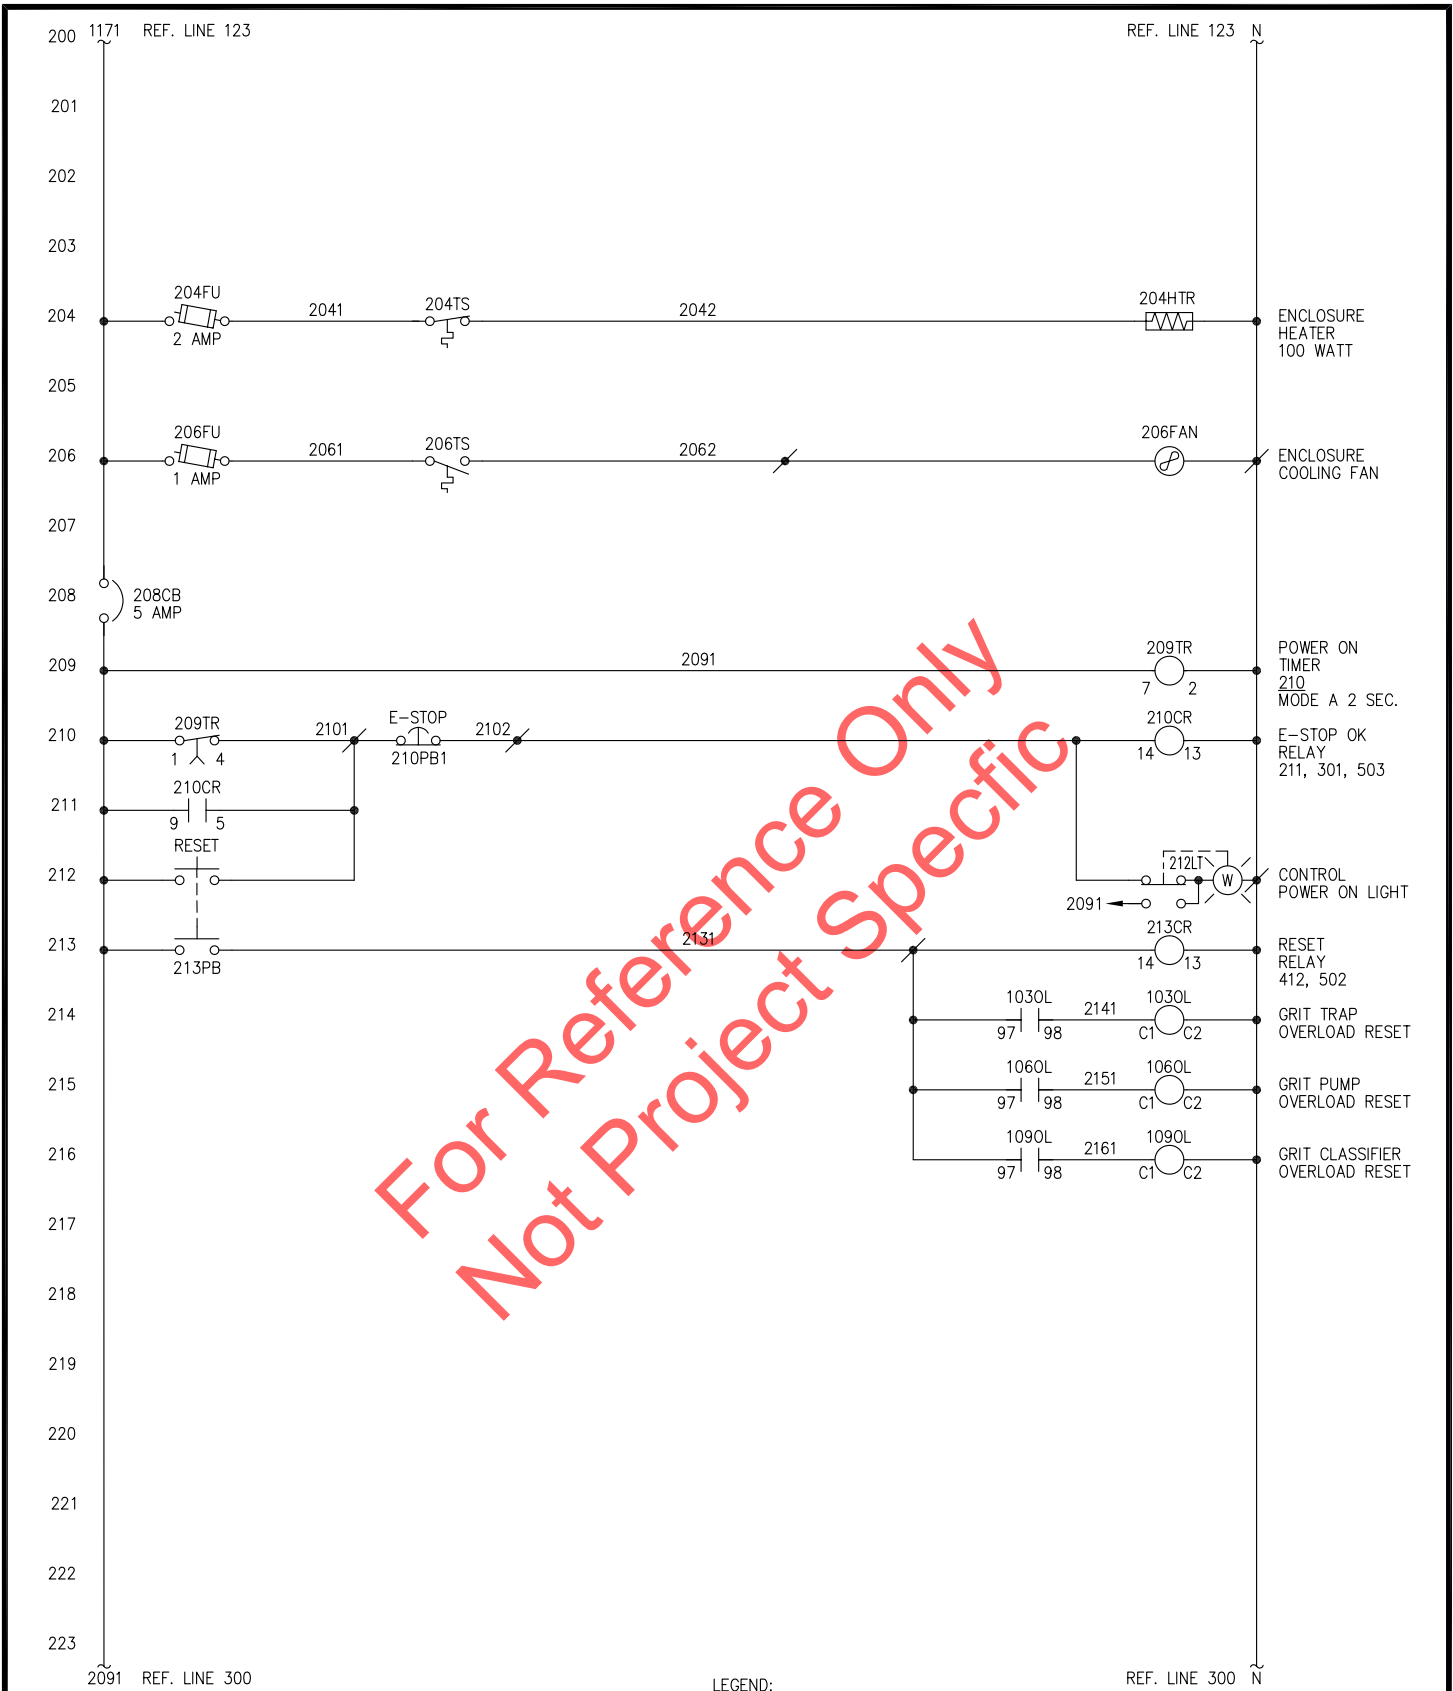 200 1171 REF. LINE 123 REF. LINE 123 N
201
202
203
204FU 204TS 204HTR
204 2041 2042 ENCLOSURE
2 AMP HEATER
100 WATT
205
206FU 206TS 206FAN
206 2061 2062 ENCLOSURE
1 AMP COOLING FAN
207
208 208CB
5 AMP
209 2091 209TR POWER ON
7 2 TIMER
210
MODE A 2 SEC.
210 209TR 2101 E-STOP 2102 210CR E-STOP OK
1 4 210PB1 14 13 RELAY
211, 301, 503
211 210CR
9 5
RESET
212 212LT W CONTROL
POWER ON LIGHT
2091
213 2131 213CR RESET
213PB 14 13 RELAY
412, 502
214 103OL 2141 103OL GRIT TRAP
97 98 C1 C2 OVERLOAD RESET
215 106OL 2151 106OL GRIT PUMP
97 98 C1 C2 OVERLOAD RESET
216 109OL 2161 109OL GRIT CLASSIFIER
97 98 C1 C2 OVERLOAD RESET
217
218
219
220
221
222
223
2091 REF. LINE 300 REF. LINE 300 N
LEGEND:
For Reference Only
Not Project Specfic